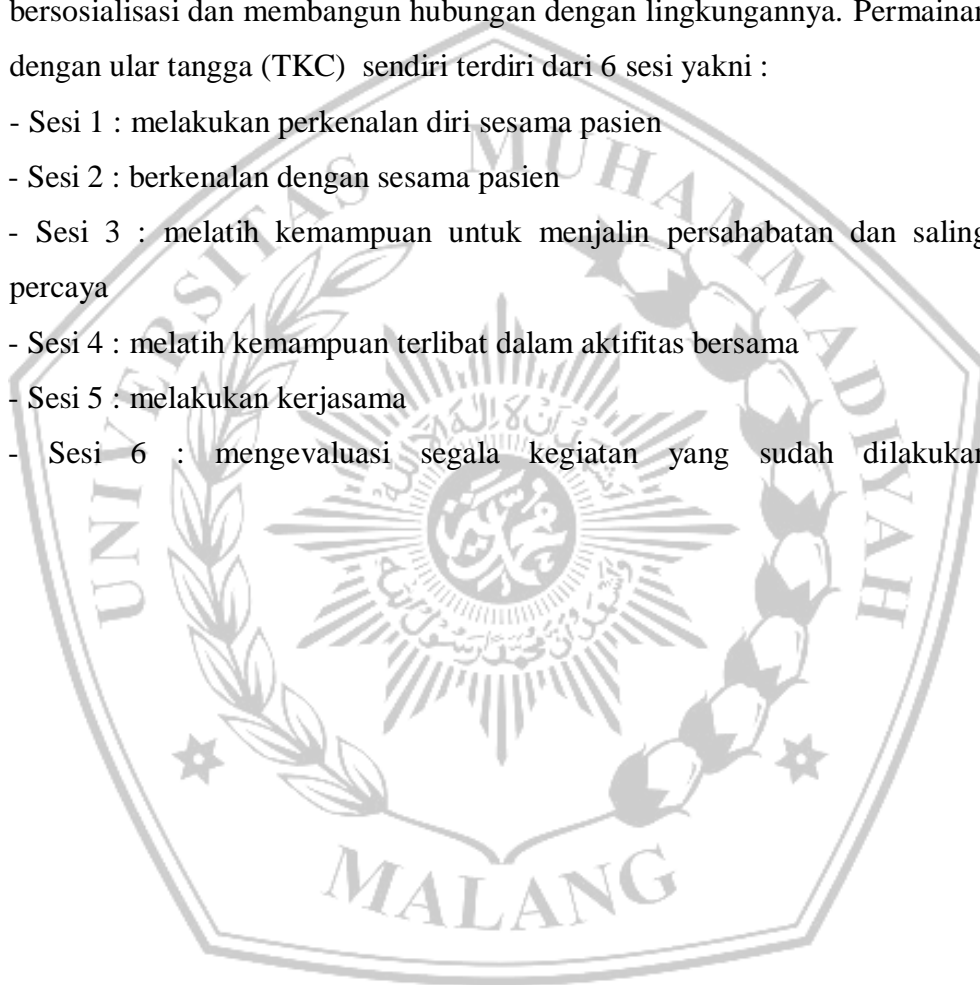 bersosialisasi dan membangun hubungan dengan lingkungannya. Permainan
dengan ular tangga (TKC) sendiri terdiri dari 6 sesi yakni :
- Sesi 1 : melakukan perkenalan diri sesama pasien
- Sesi 2 : berkenalan dengan sesama pasien
- Sesi 3 : melatih kemampuan untuk menjalin persahabatan dan saling
percaya
- Sesi 4 : melatih kemampuan terlibat dalam aktifitas bersama
- Sesi 5 : melakukan kerjasama
- Sesi 6 : mengevaluasi segala kegiatan yang sudah dilakukan
UNIVERSITAS MUHAMMADIYAH
MALANG